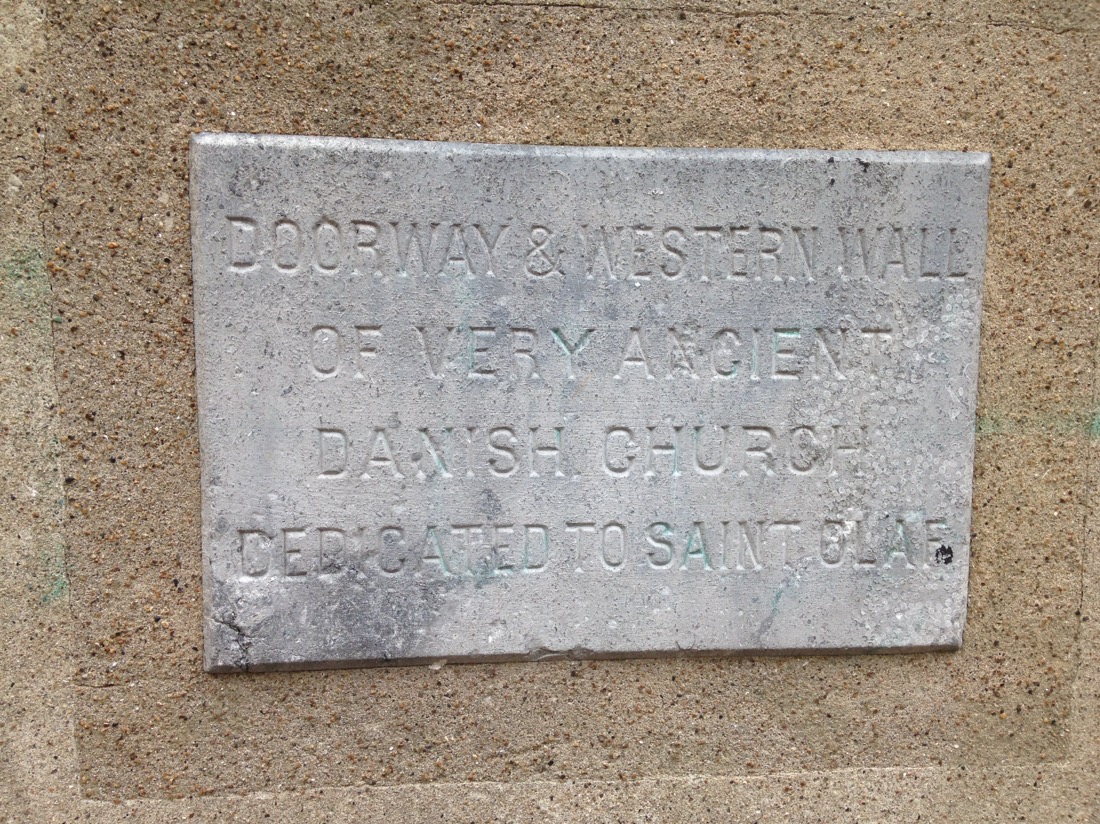 DOORWAY & WESTERN WALL
OF VERY ANCIENT
DANISH CHURCH
DEDICATED TO SAINT OLAF